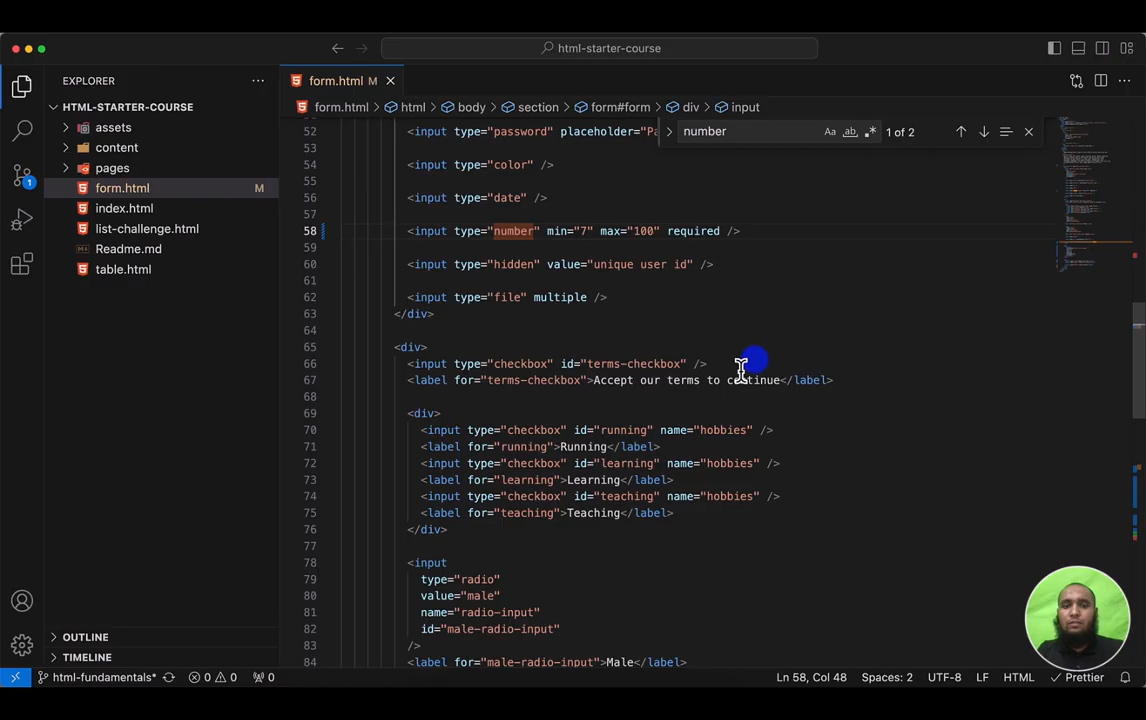 html-starter-course
EXPLORER
form.html M
HTML-STARTER-COURSE
form.html > html > body > section > form#form > div > input
assets
content
pages
form.html M
index.html
list-challenge.html
Readme.md
table.html
number
Aa
ab
1 of 2
1
52 <input type="password" placeholder="Pa
53
54 <input type="color" />
55
56 <input type="date" />
57
58 <input type="number" min="7" max="100" required />
59
60 <input type="hidden" value="unique user id" />
61
62 <input type="file" multiple />
63 </div>
64
65 <div>
66 <input type="checkbox" id="terms-checkbox" />
67 <label for="terms-checkbox">Accept our terms to continue</label>
68
69 <div>
70 <input type="checkbox" id="running" name="hobbies" />
71 <label for="running">Running</label>
72 <input type="checkbox" id="learning" name="hobbies" />
73 <label for="learning">Learning</label>
74 <input type="checkbox" id="teaching" name="hobbies" />
75 <label for="teaching">Teaching</label>
76 </div>
77
78 <input
79 type="radio"
80 value="male"
81 name="radio-input"
82 id="male-radio-input"
83 />
84 <label for="male-radio-input">Male</label>
OUTLINE
TIMELINE
html-fundamentals* 0 0 0 Ln 58, Col 48 Spaces: 2 UTF-8 LF HTML Prettier